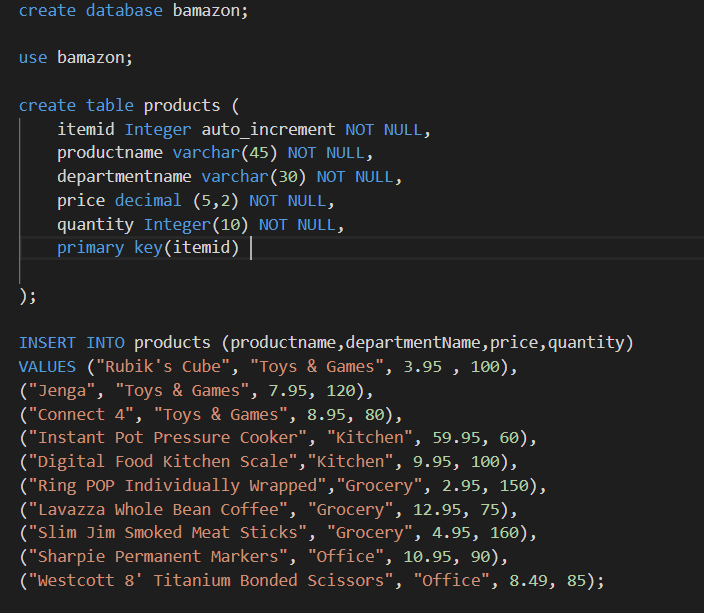 create database bamazon;
use bamazon;
create table products (
itemid Integer auto_increment NOT NULL,
productname varchar(45) NOT NULL,
departmentname varchar(30) NOT NULL,
price decimal (5,2) NOT NULL,
quantity Integer(10) NOT NULL,
primary key(itemid)
);
INSERT INTO products (productname,departmentName,price,quantity)
VALUES ("Rubik's Cube", "Toys & Games", 3.95 , 100),
("Jenga", "Toys & Games", 7.95, 120),
("Connect 4", "Toys & Games", 8.95, 80),
("Instant Pot Pressure Cooker", "Kitchen", 59.95, 60),
("Digital Food Kitchen Scale","Kitchen", 9.95, 100),
("Ring POP Individually Wrapped","Grocery", 2.95, 150),
("Lavazza Whole Bean Coffee", "Grocery", 12.95, 75),
("Slim Jim Smoked Meat Sticks", "Grocery", 4.95, 160),
("Sharpie Permanent Markers", "Office", 10.95, 90),
("Westcott 8' Titanium Bonded Scissors", "Office", 8.49, 85);